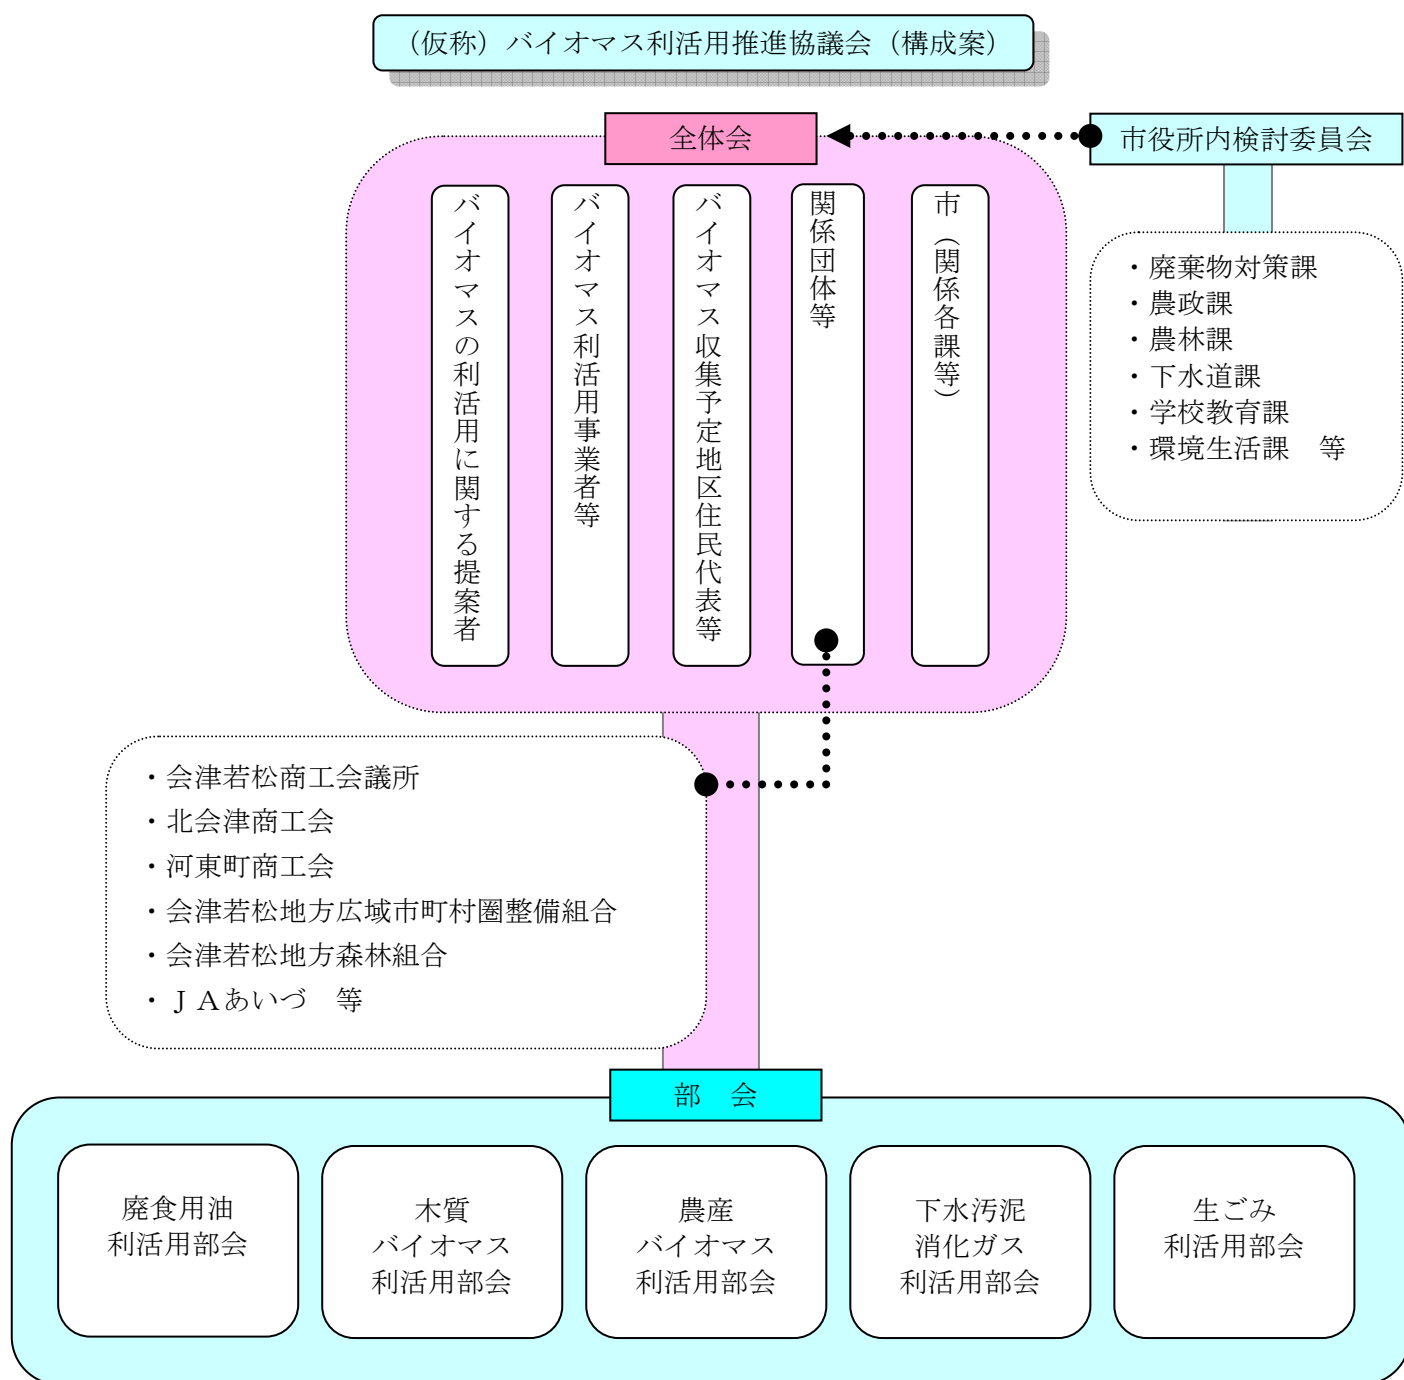 （仮称）バイオマス利活用推進協議会（構成案）
全体会
市役所内検討委員会
バイオマスの利活用に関する提案者
バイオマス利活用事業者等
バイオマス収集予定地区住民代表等
関係団体等
市（関係各課等）
・廃棄物対策課
・農政課
・農林課
・下水道課
・学校教育課
・環境生活課　等
・会津若松商工会議所
・北会津商工会
・河東町商工会
・会津若松地方広域市町村圏整備組合
・会津若松地方森林組合
・ＪＡあいづ　等
部　会
廃食用油
利活用部会
木質
バイオマス
利活用部会
農産
バイオマス
利活用部会
下水汚泥
消化ガス
利活用部会
生ごみ
利活用部会